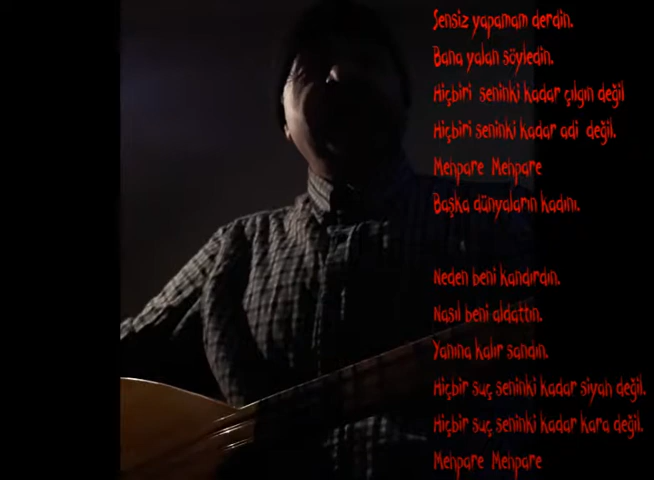 Sensiz yapamam derdin.
Bana yalan söyledin.
Hiçbiri seninki kadar çılgın değil
Hiçbiri seninki kadar adi değil.
Mehpare Mehpare
Başka dünyaların kadını.
Neden beni kandırdın.
Nasıl beni aldattın.
Yanına kalır sandın.
Hiçbir suç seninki kadar siyah değil.
Hiçbir suç seninki kadar kara değil.
Mehpare Mehpare